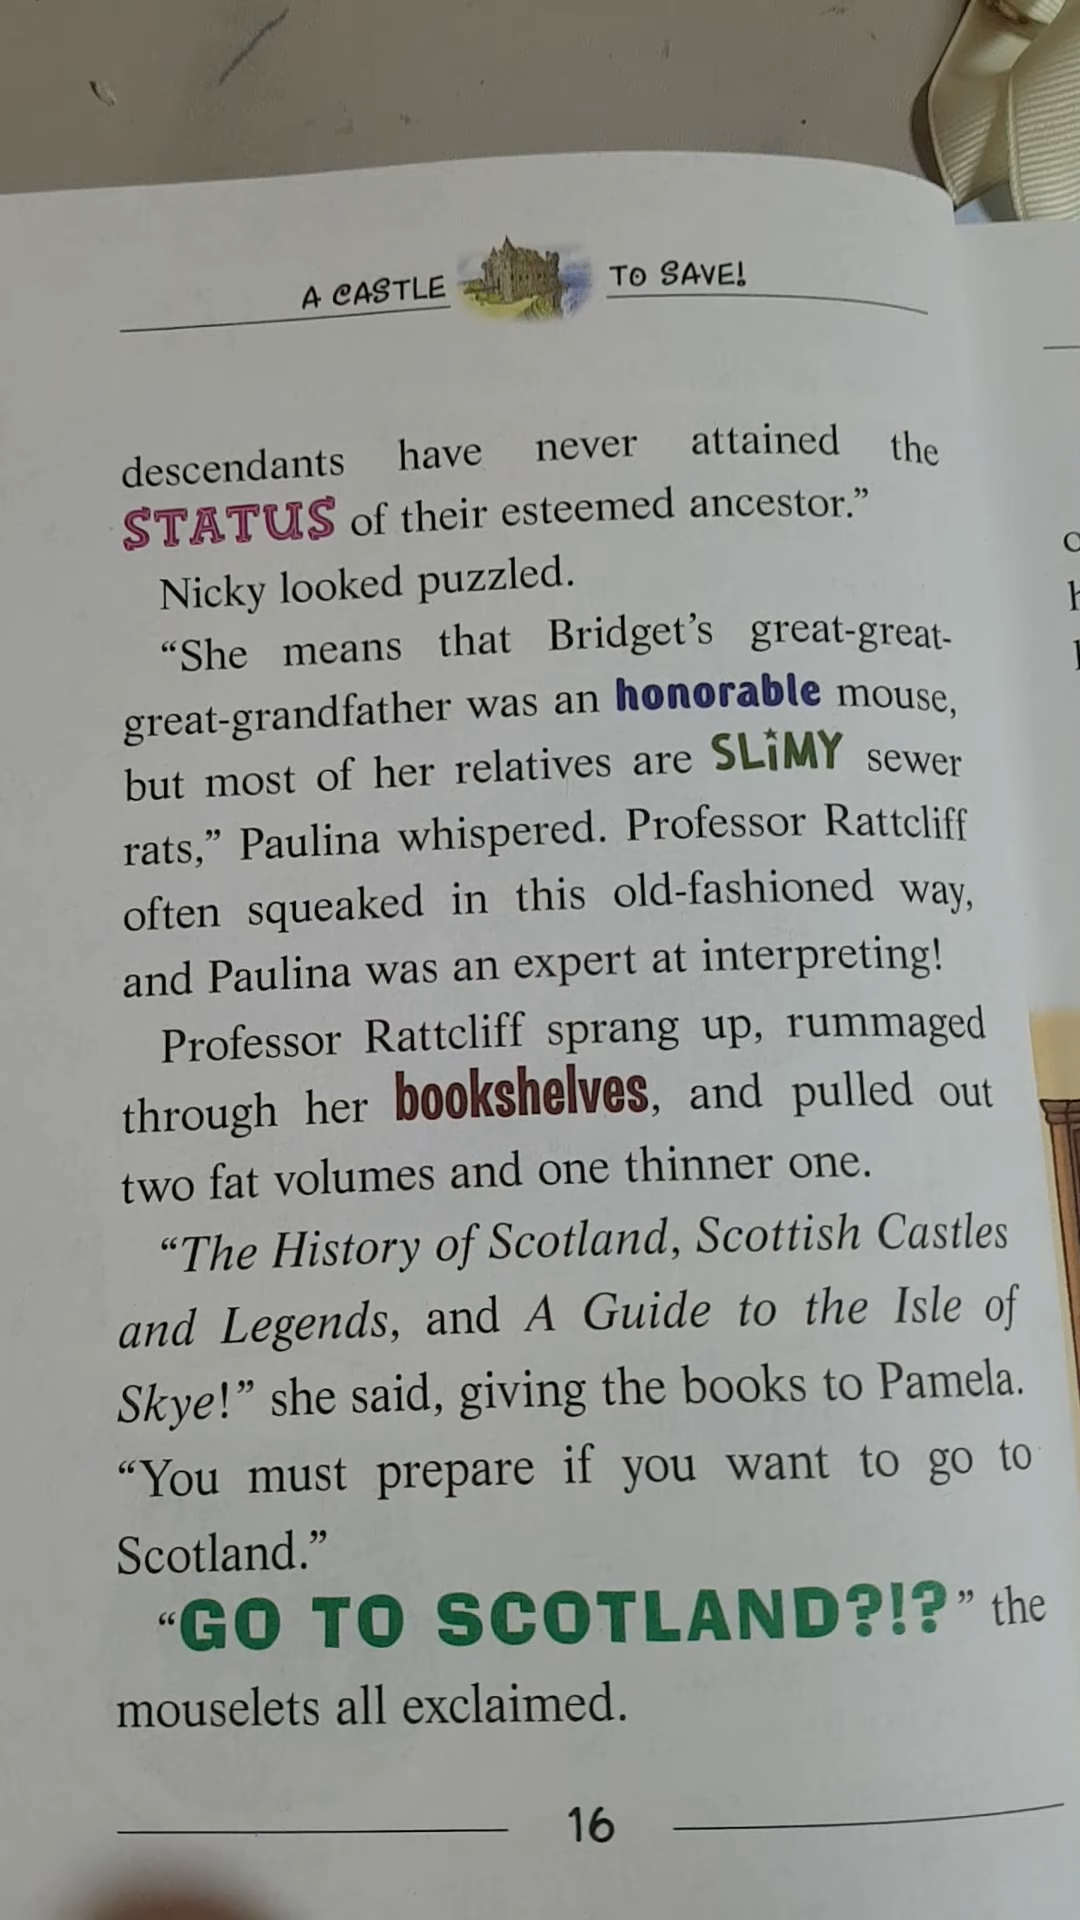 A CASTLE TO SAVE!
descendants have never attained the
STATUS of their esteemed ancestor.”
Nicky looked puzzled.
“She means that Bridget’s great-great-
great-grandfather was an honorable mouse,
but most of her relatives are SLiMY sewer
rats,” Paulina whispered. Professor Rattcliff
often squeaked in this old-fashioned way,
and Paulina was an expert at interpreting!
Professor Rattcliff sprang up, rummaged
through her bookshelves, and pulled out
two fat volumes and one thinner one.
“The History of Scotland, Scottish Castles
and Legends, and A Guide to the Isle of
Skye!” she said, giving the books to Pamela.
“You must prepare if you want to go to
Scotland.”
“GO TO SCOTLAND?!?” the
mouselets all exclaimed.
16